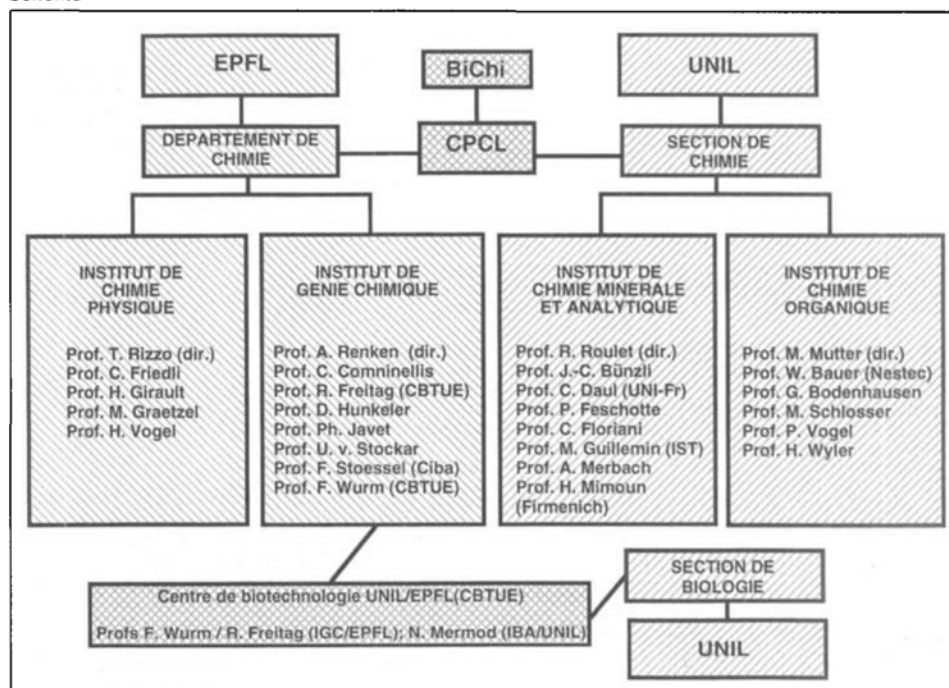 EPFL
BiChi
UNIL
DEPARTEMENT DE
CHIMIE
CPCL
SECTION DE
CHIMIE
INSTITUT DE
CHIMIE
PHYSIQUE
Prof. T. Rizzo (dir.)
Prof. C. Friedli
Prof. H. Girault
Prof. M. Graetzel
Prof. H. Vogel
INSTITUT DE
GENIE CHIMIQUE
Prof. A. Renken (dir.)
Prof. C. Comninellis
Prof. R. Freitag (CBTUE)
Prof. D. Hunkeler
Prof. Ph. Javet
Prof. U. v. Stockar
Prof. F. Stoessel (Ciba)
Prof. F. Wurm (CBTUE)
INSTITUT DE
CHIMIE MINERALE
ET ANALYTIQUE
Prof. R. Roulet (dir.)
Prof. J.-C. Bünzli
Prof. C. Daul (UNI-Fr)
Prof. P. Feschotte
Prof. C. Floriani
Prof. M. Guillemin (IST)
Prof. A. Merbach
Prof. H. Mimoun
(Firmenich)
INSTITUT DE
CHIMIE
ORGANIQUE
Prof. M. Mutter (dir.)
Prof. W. Bauer (Nestec)
Prof. G. Bodenhausen
Prof. M. Schlosser
Prof. P. Vogel
Prof. H. Wyler
Centre de biotechnologie UNIL/EPFL(CBTUE)
Profs F. Wurm / R. Freitag (IGC/EPFL); N. Mermod (IBA/UNIL)
SECTION DE
BIOLOGIE
UNIL